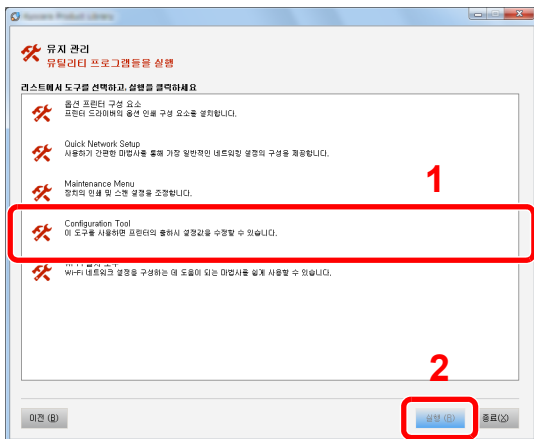 Kyocera Product Library
유지 관리
유틸리티 프로그램들을 실행
리스트에서 도구를 선택하고, 실행을 클릭하세요
옵션 프린터 구성 요소
프린터 드라이버의 옵션 인쇄 구성 요소를 설치합니다.
Quick Network Setup
사용하기 간편한 마법사를 통해 가장 일반적인 네트워킹 설정의 구성을 제공합니다.
1
Maintenance Menu
장치의 인쇄 및 스캔 설정을 조정합니다.
Configuration Tool
이 도구를 사용하면 프린터의 출하시 설정값을 수정할 수 있습니다.
Wi-Fi 설치 도구
Wi-Fi 네트워크 설정을 구성하는 데 도움이 되는 마법사를 쉽게 사용할 수 있습니다.
2
이전 (B)
실행 (R)
종료(X)